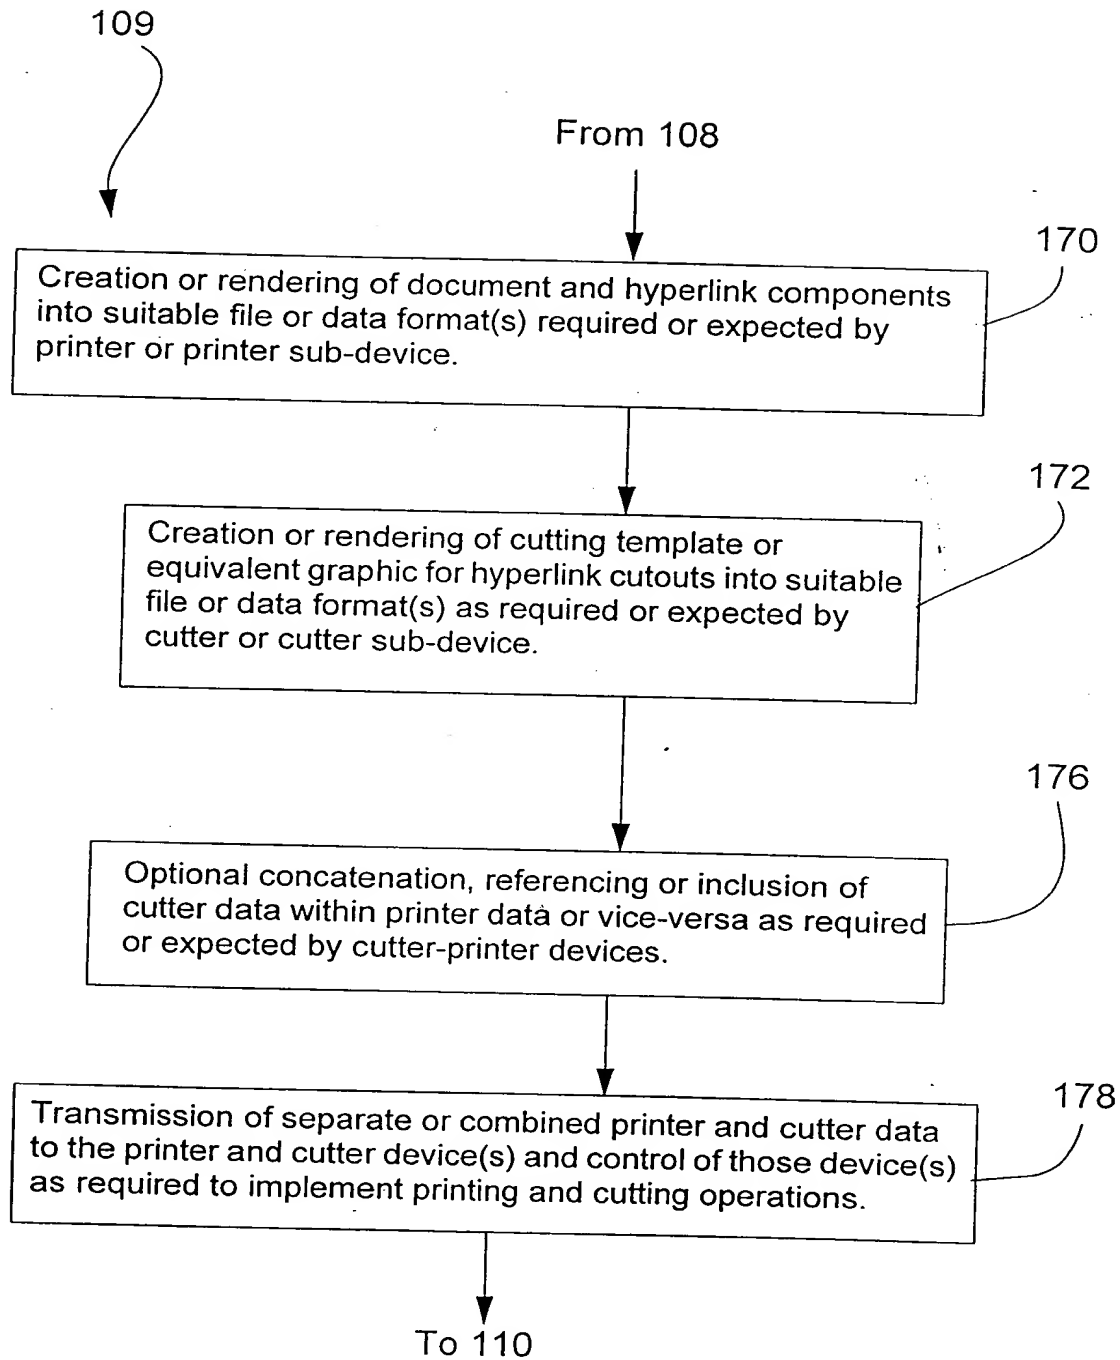 109
From 108
170
Creation or rendering of document and hyperlink components
into suitable file or data format(s) required or expected by
printer or printer sub-device.
172
Creation or rendering of cutting template or
equivalent graphic for hyperlink cutouts into suitable
file or data format(s) as required or expected by
cutter or cutter sub-device.
176
Optional concatenation, referencing or inclusion of
cutter data within printer data or vice-versa as required
or expected by cutter-printer devices.
178
Transmission of separate or combined printer and cutter data
to the printer and cutter device(s) and control of those device(s)
as required to implement printing and cutting operations.
To 110